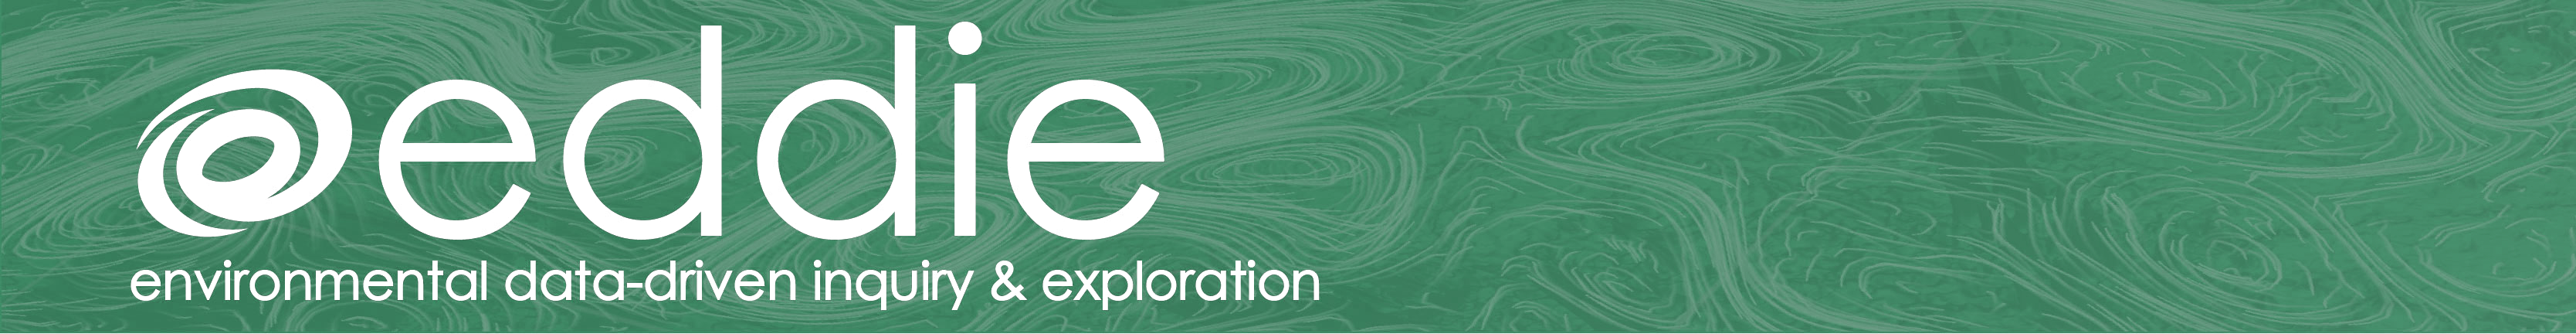 eddie
environmental data-driven inquiry & exploration